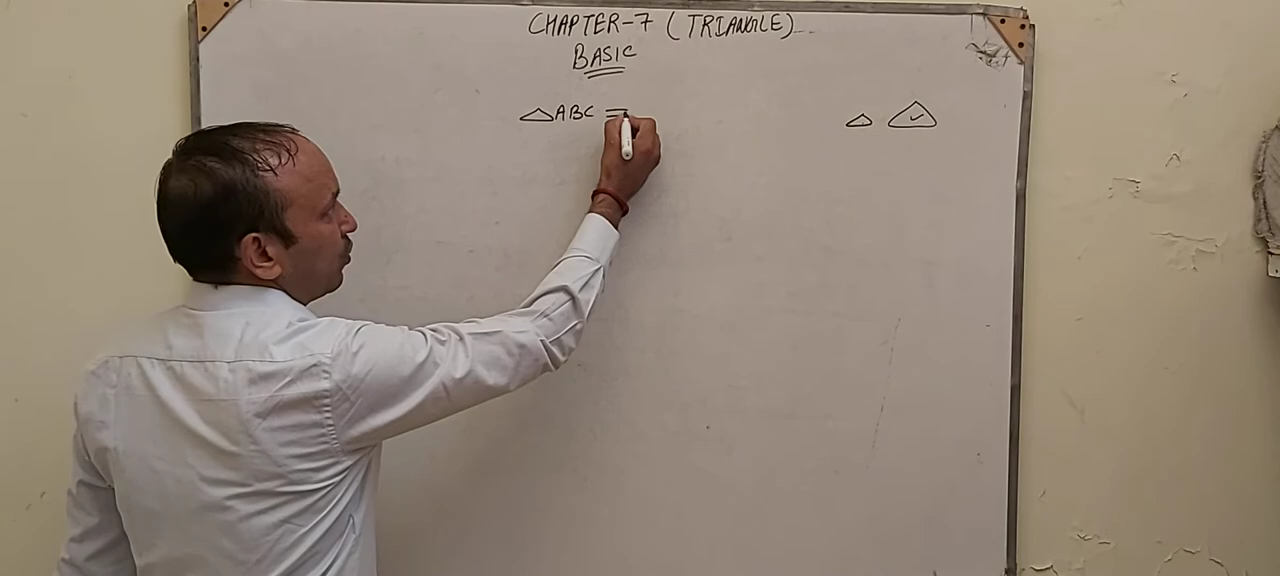 CHAPTER-7 (TRIANGLE)
BASIC
△ABC =